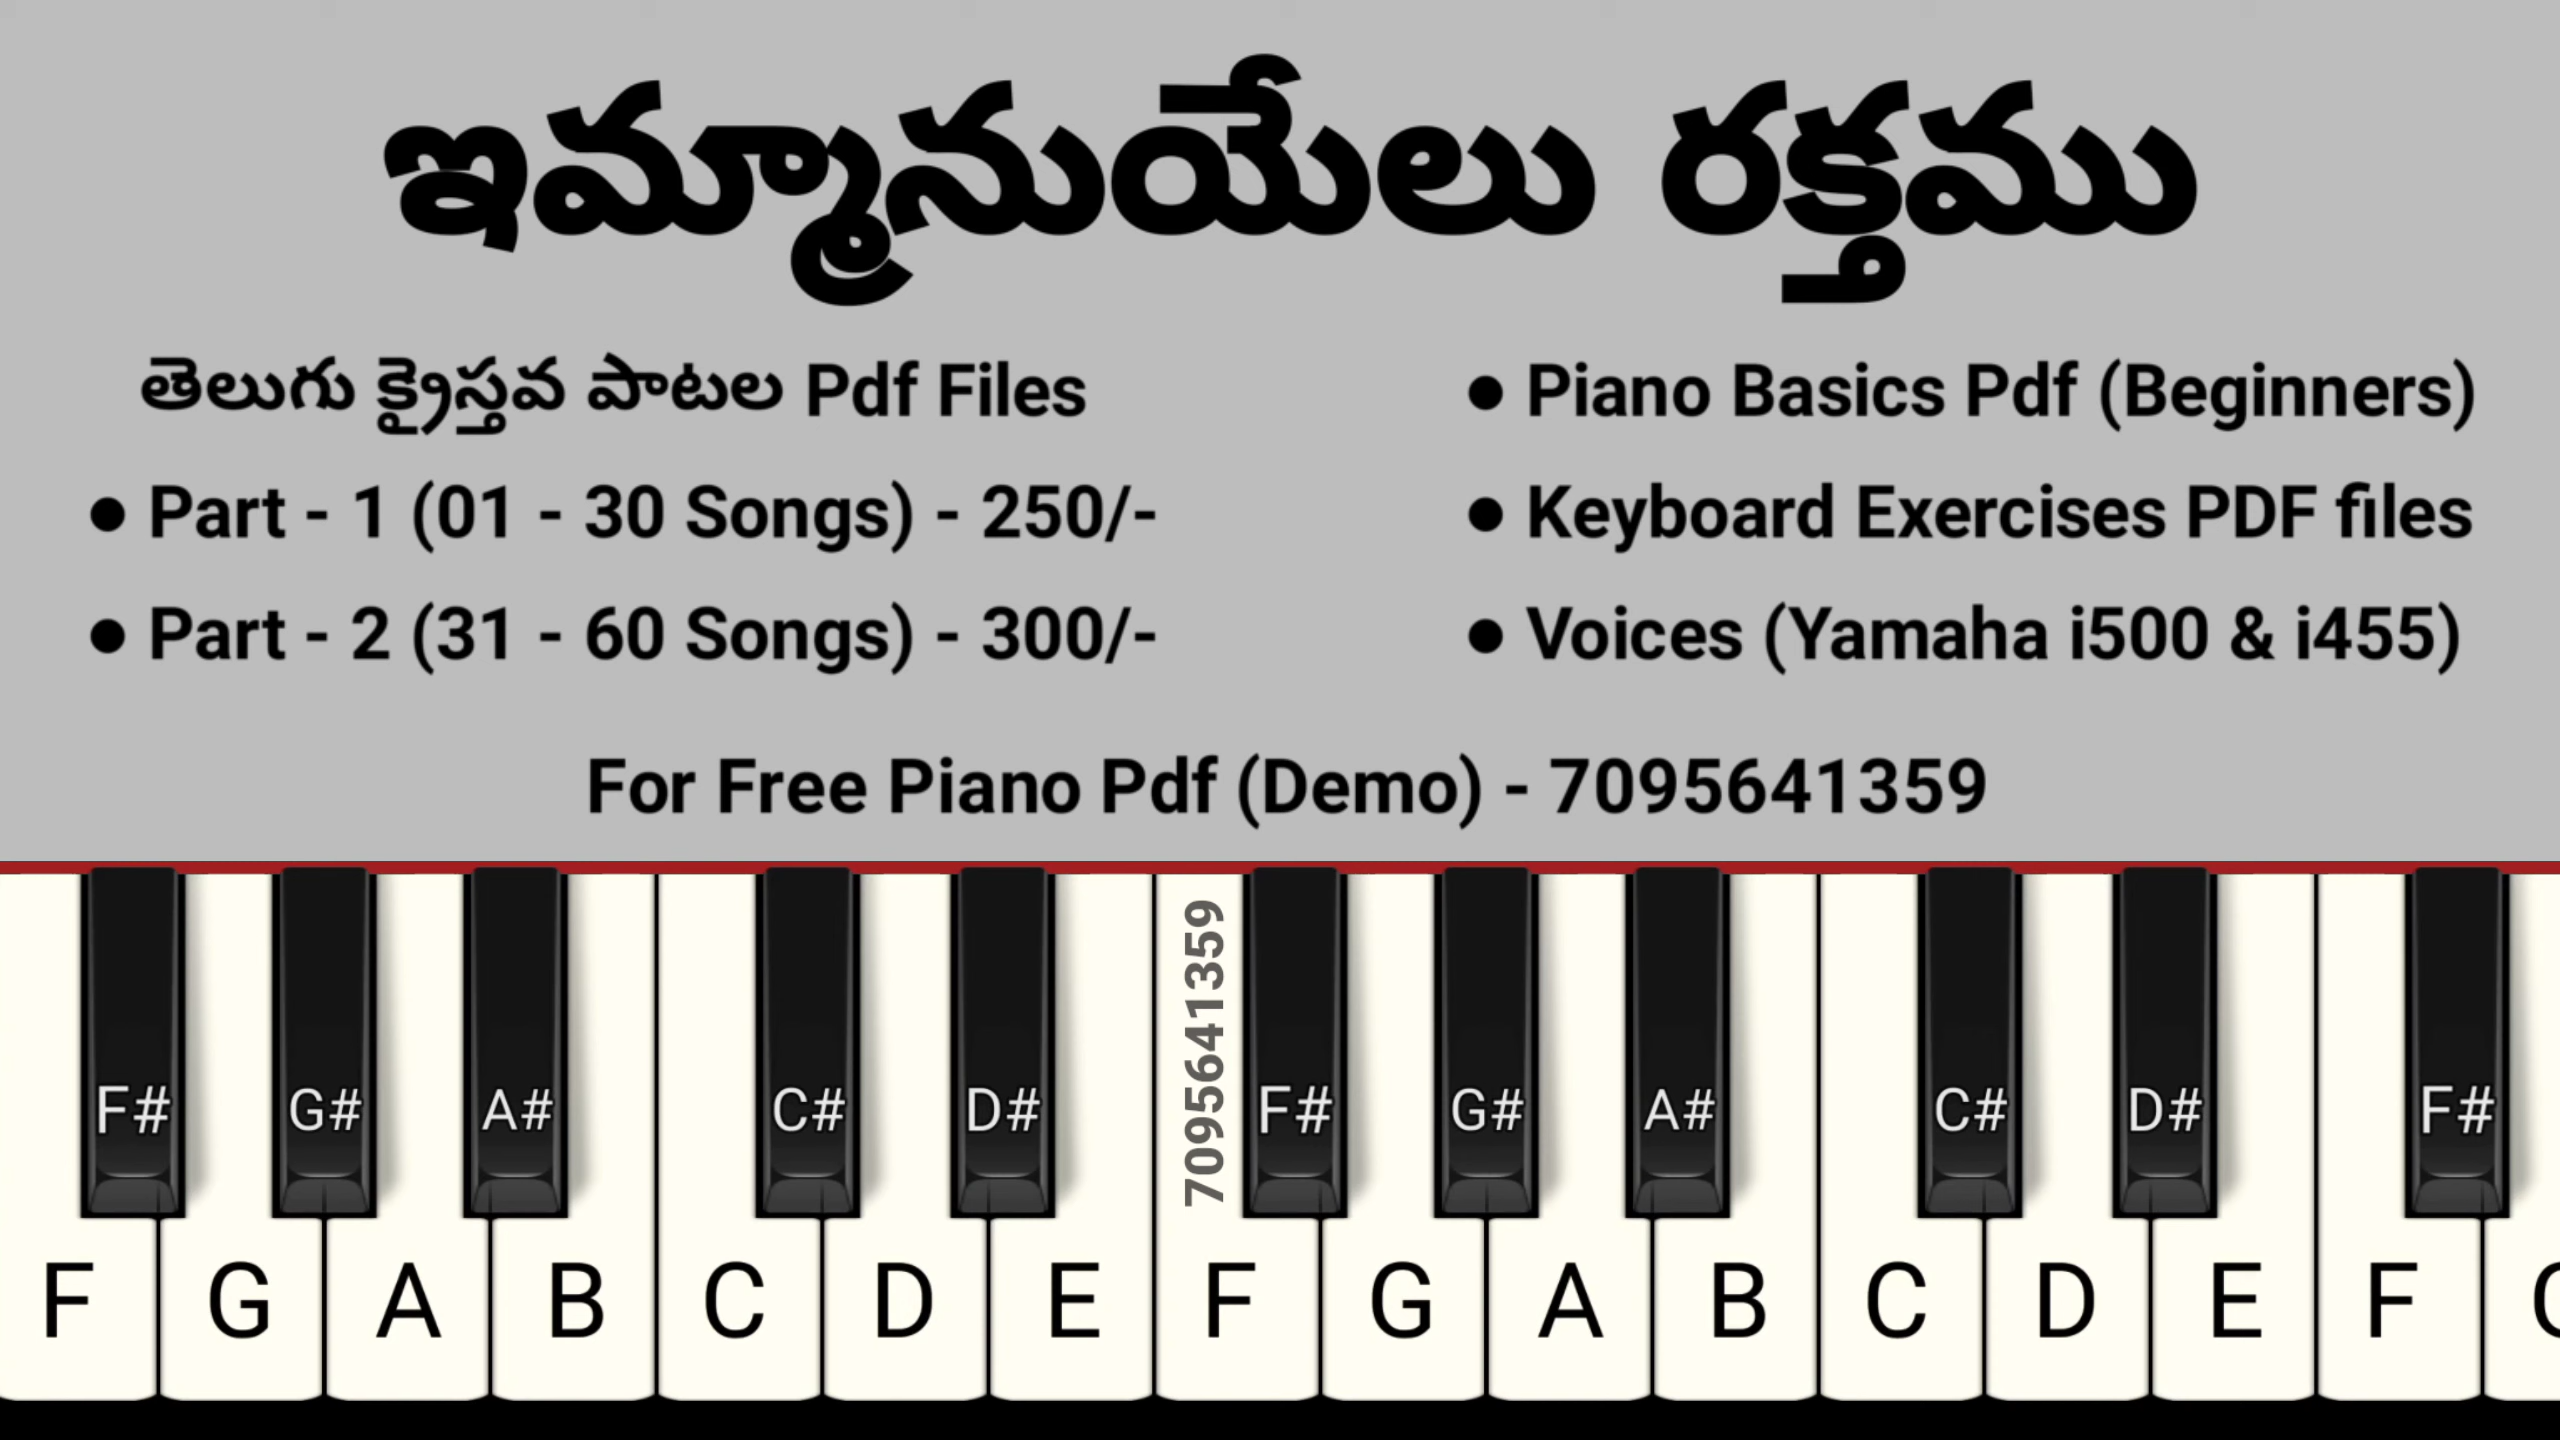 ఇమ్మానుయేలు రక్తము
తెలుగు క్రైస్తవ పాటల Pdf Files
● Part - 1 (01 - 30 Songs) - 250/-
● Part - 2 (31 - 60 Songs) - 300/-
● Piano Basics Pdf (Beginners)
● Keyboard Exercises PDF files
● Voices (Yamaha i500 & i455)
For Free Piano Pdf (Demo) - 7095641359
7095641359
F# G# A# C# D# F# G# A# C# D# F#
F G A B C D E F G A B C D E F G